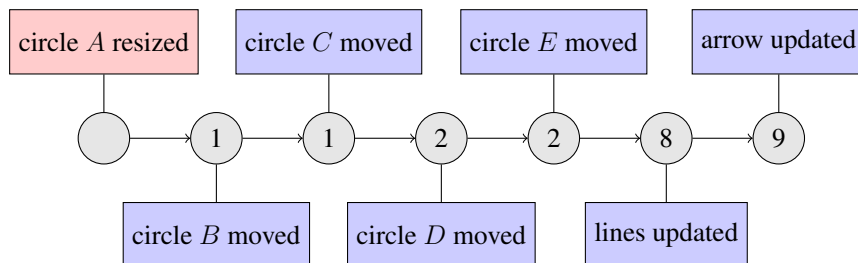 circle A resized
circle C moved
circle E moved
arrow updated
1
1
2
2
8
9
circle B moved
circle D moved
lines updated